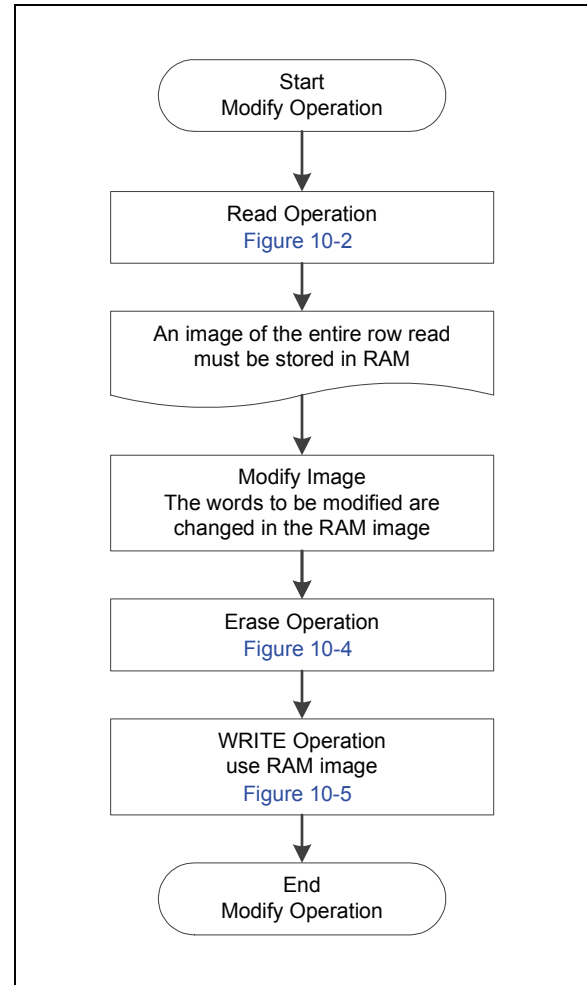 Start
Modify Operation
Read Operation
Figure 10-2
An image of the entire row read
must be stored in RAM
Modify Image
The words to be modified are
changed in the RAM image
Erase Operation
Figure 10-4
WRITE Operation
use RAM image
Figure 10-5
End
Modify Operation